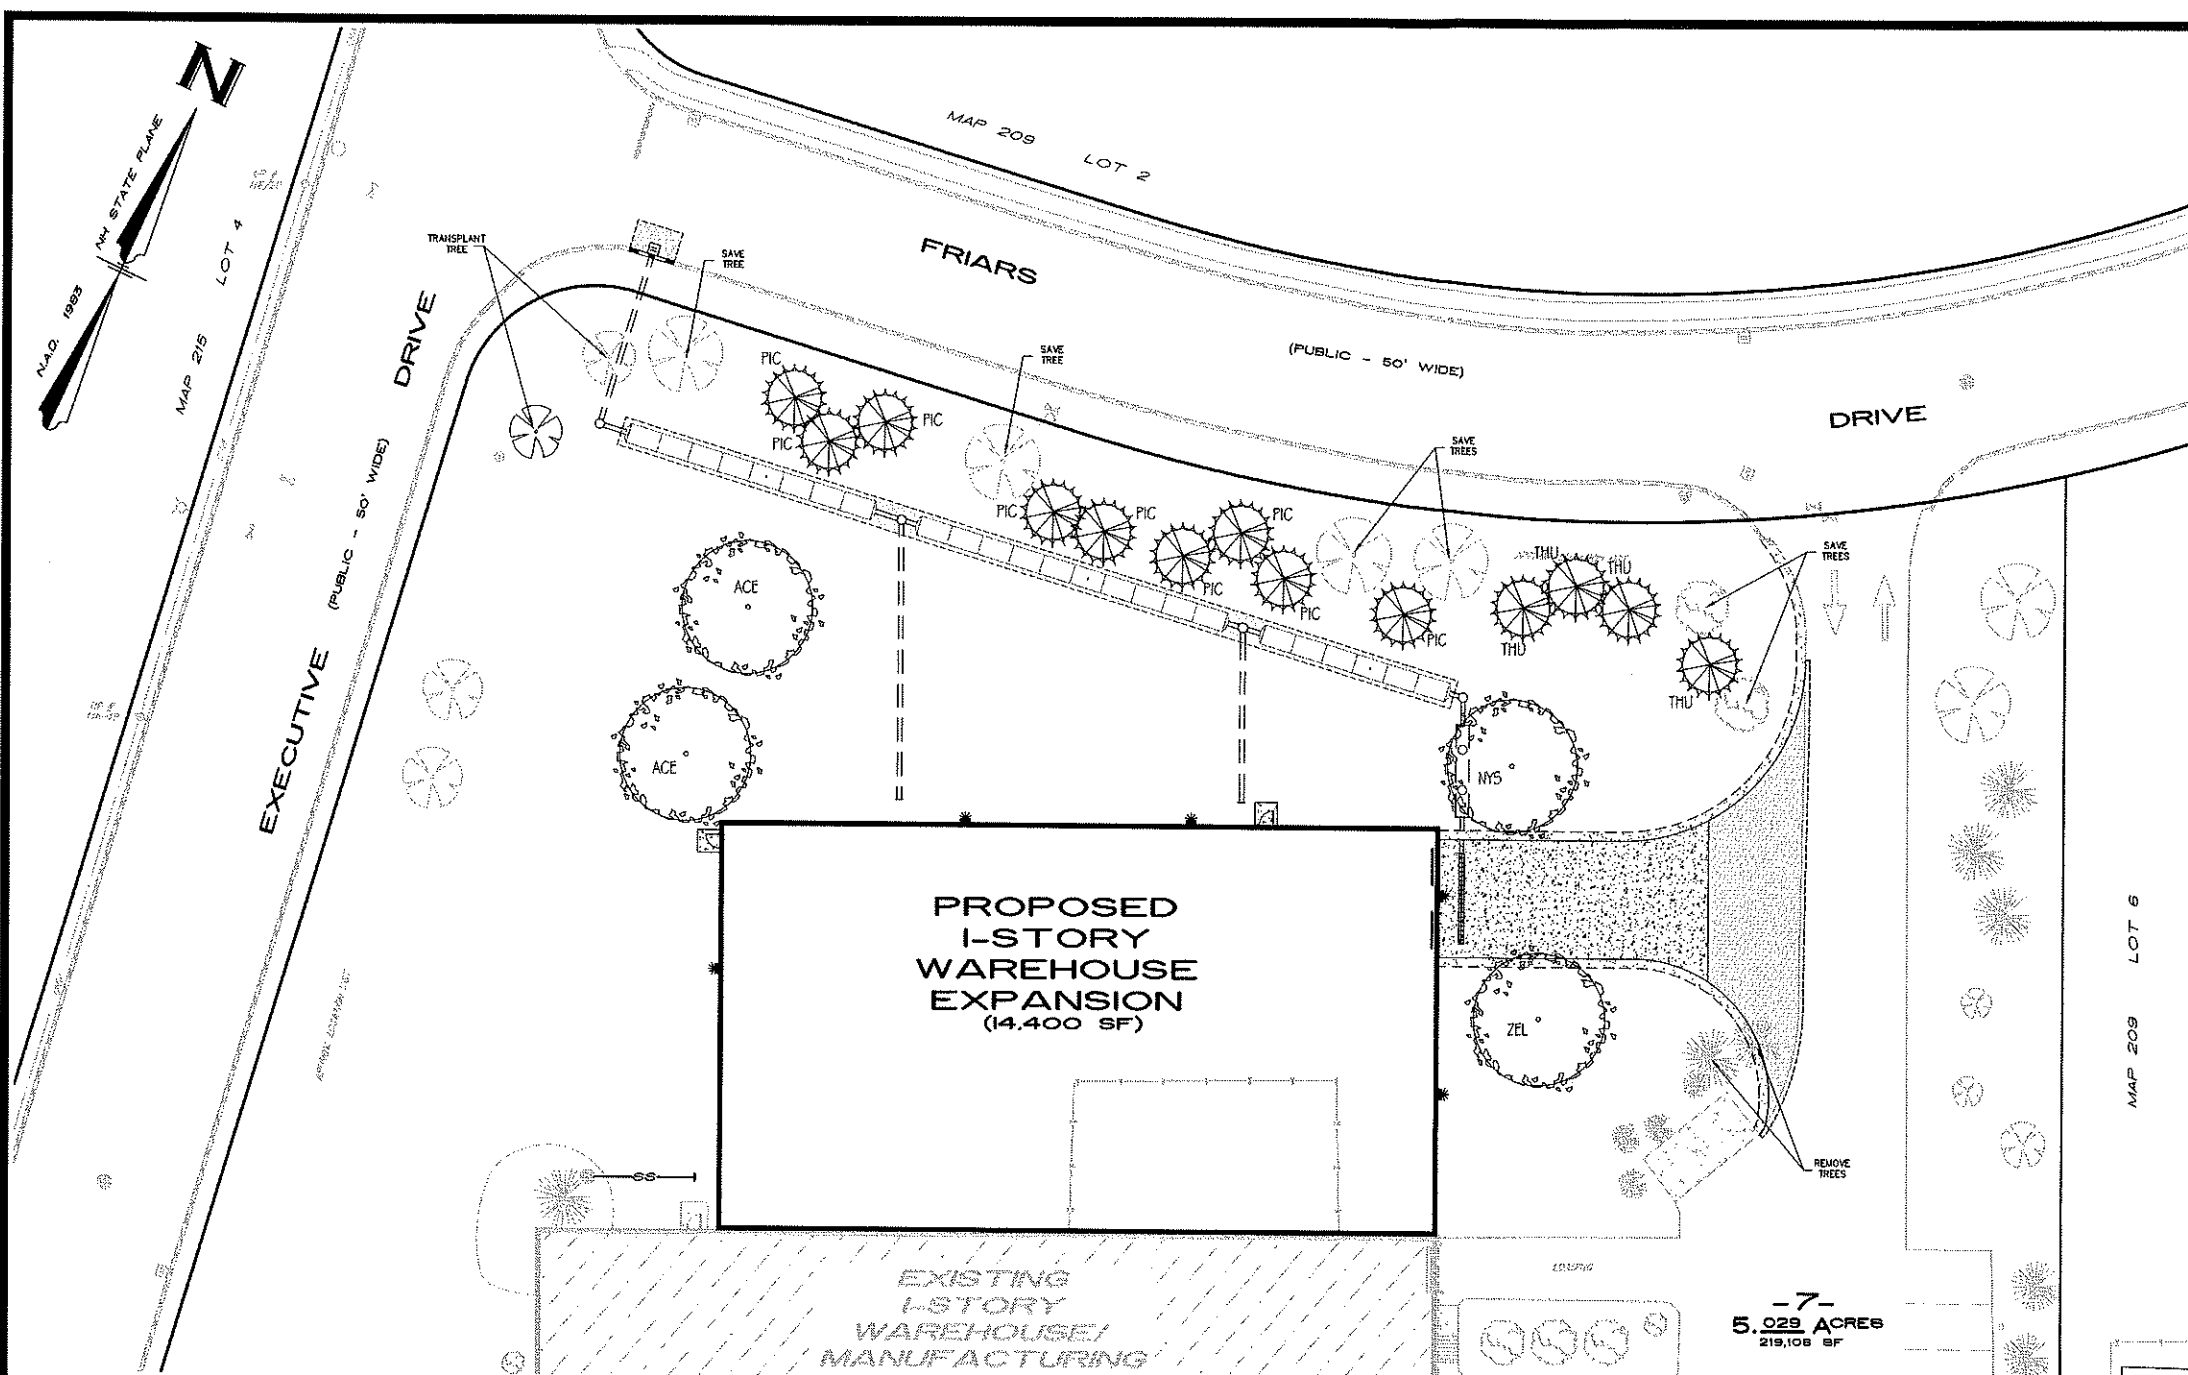 N
NH STATE PLANE
N.A.D. 1983
MAP 215 LOT 4
MAP 209 LOT 2
TRANSPLANT
TREE
SAVE
TREE
FRIARS
DRIVE
(PUBLIC - 50' WIDE)
SAVE
TREE
DRIVE
EXECUTIVE
(PUBLIC - 50' WIDE)
PIC
PIC
PIC
SAVE
TREES
PIC
PIC
PIC
PIC
PIC
PIC
THU
THU
THU
THU
SAVE
TREES
ACE
ACE
NYS
ZEL
PROPOSED
1-STORY
WAREHOUSE
EXPANSION
(14,400 SF)
REMOVE
TREES
SS
MAP 209 LOT 6
EXISTING
1-STORY
WAREHOUSE/
MANUFACTURING
-7-
5.029 ACRES
219,108 SF